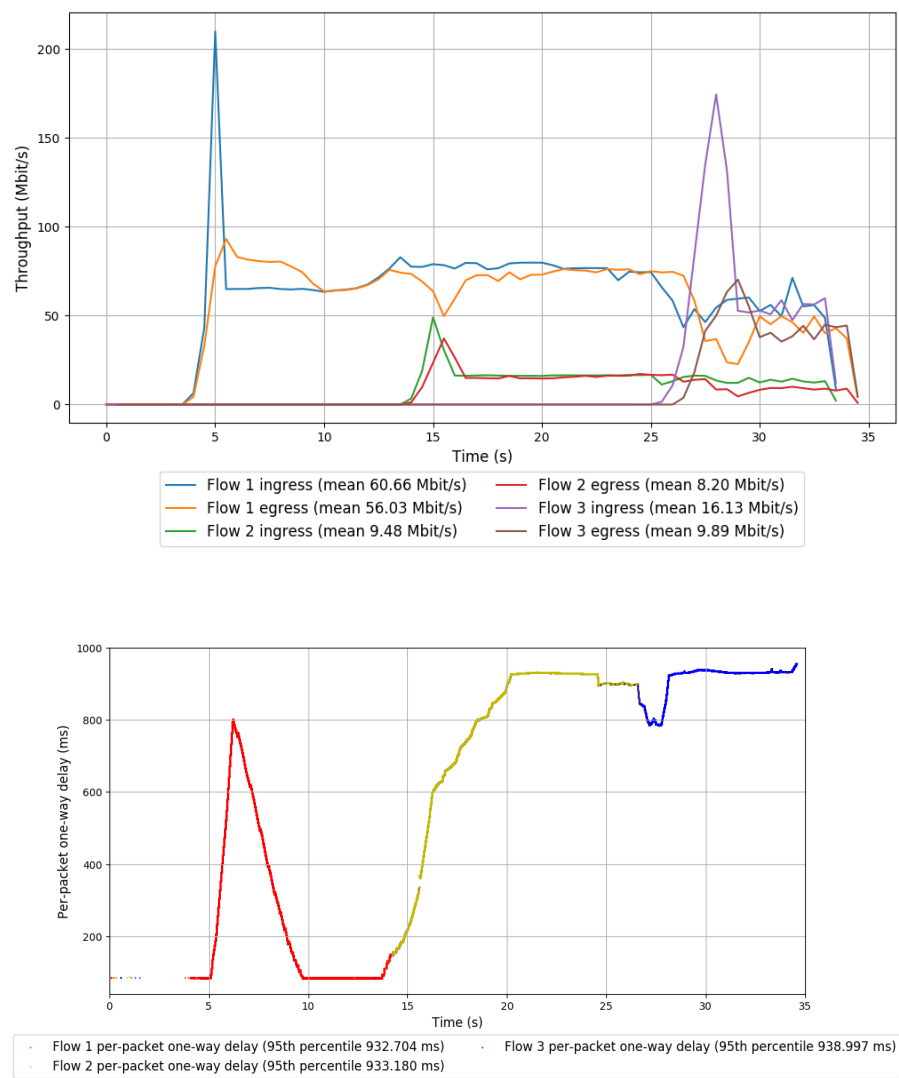 200
150
100
50
0
Throughput (Mbit/s)
0 5 10 15 20 25 30 35
Time (s)
Flow 1 ingress (mean 60.66 Mbit/s) Flow 2 egress (mean 8.20 Mbit/s)
Flow 1 egress (mean 56.03 Mbit/s) Flow 3 ingress (mean 16.13 Mbit/s)
Flow 2 ingress (mean 9.48 Mbit/s) Flow 3 egress (mean 9.89 Mbit/s)
1000
800
600
400
200
Per-packet one-way delay (ms)
0 5 10 15 20 25 30 35
Time (s)
Flow 1 per-packet one-way delay (95th percentile 932.704 ms) Flow 3 per-packet one-way delay (95th percentile 938.997 ms)
Flow 2 per-packet one-way delay (95th percentile 933.180 ms)